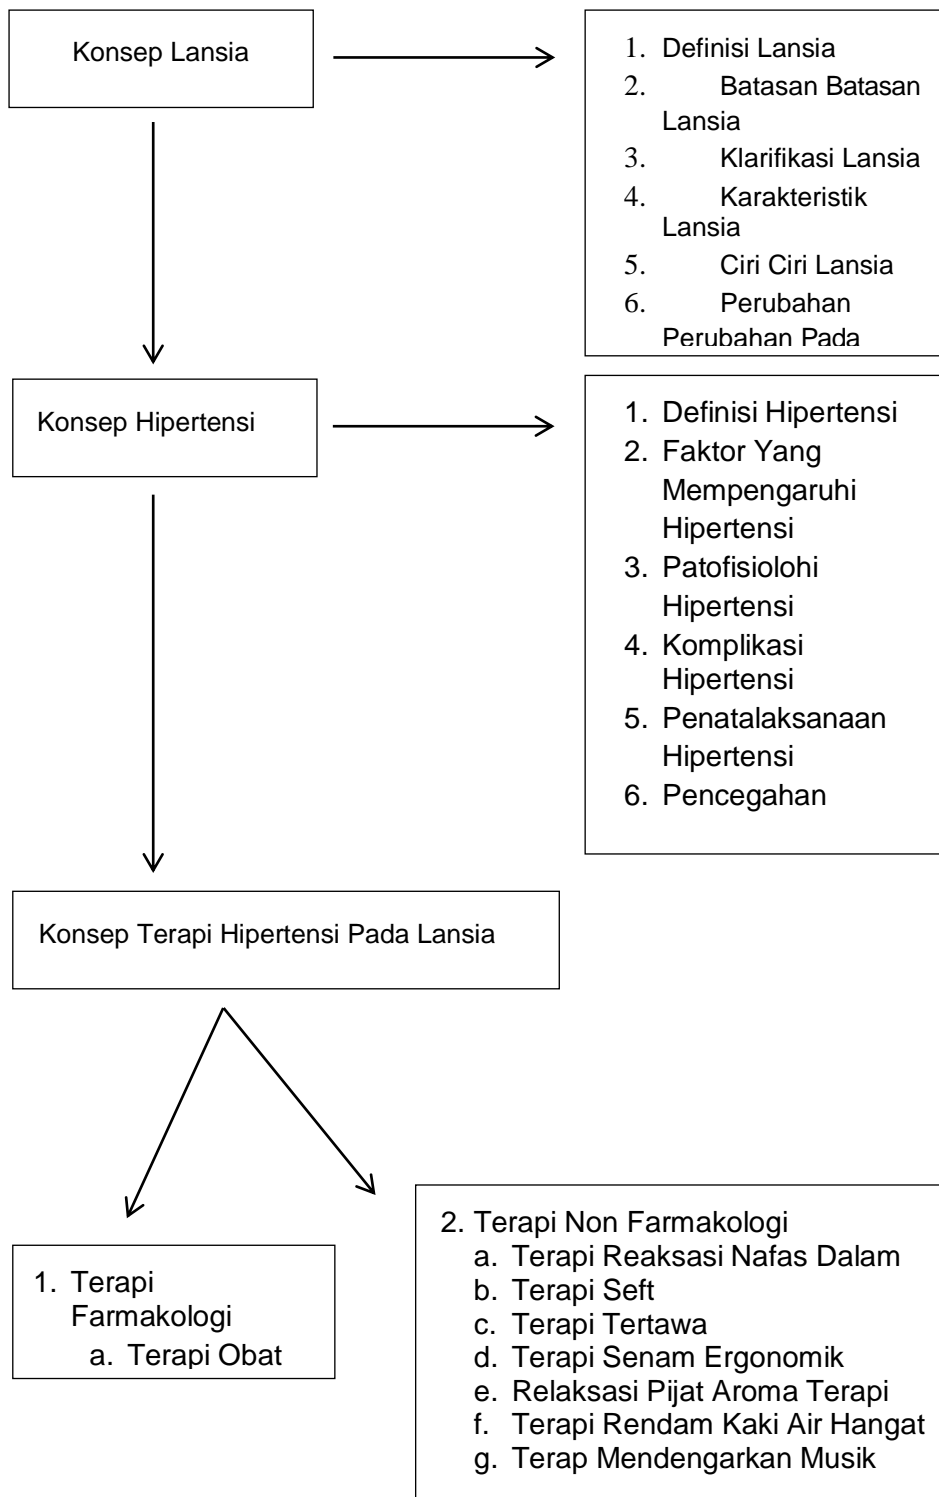 Konsep Lansia
1. Definisi Lansia
2. Batasan Batasan
Lansia
3. Klarifikasi Lansia
4. Karakteristik
Lansia
5. Ciri Ciri Lansia
6. Perubahan
Perubahan Pada
Konsep Hipertensi
1. Definisi Hipertensi
2. Faktor Yang
Mempengaruhi
Hipertensi
3. Patofisiolohi
Hipertensi
4. Komplikasi
Hipertensi
5. Penatalaksanaan
Hipertensi
6. Pencegahan
Konsep Terapi Hipertensi Pada Lansia
1. Terapi
Farmakologi
a. Terapi Obat
2. Terapi Non Farmakologi
a. Terapi Reaksasi Nafas Dalam
b. Terapi Seft
c. Terapi Tertawa
d. Terapi Senam Ergonomik
e. Relaksasi Pijat Aroma Terapi
f. Terapi Rendam Kaki Air Hangat
g. Terap Mendengarkan Musik